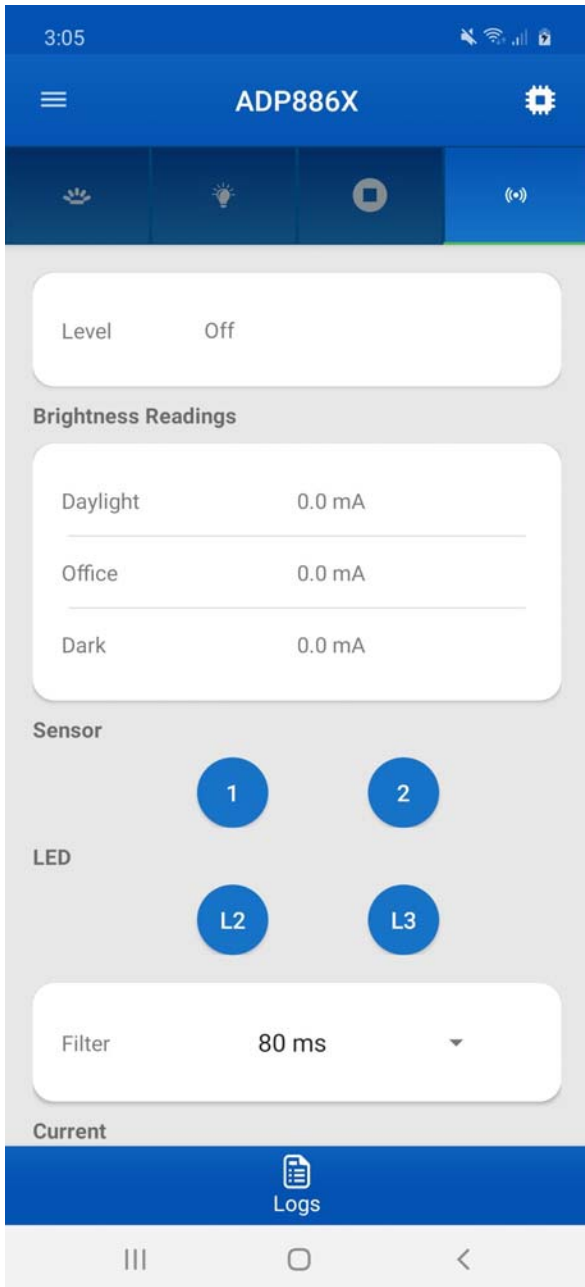 3:05
ADP886X
Level Off
Brightness Readings
Daylight 0.0 mA
Office 0.0 mA
Dark 0.0 mA
Sensor
1 2
LED
L2 L3
Filter 80 ms
Current
Logs